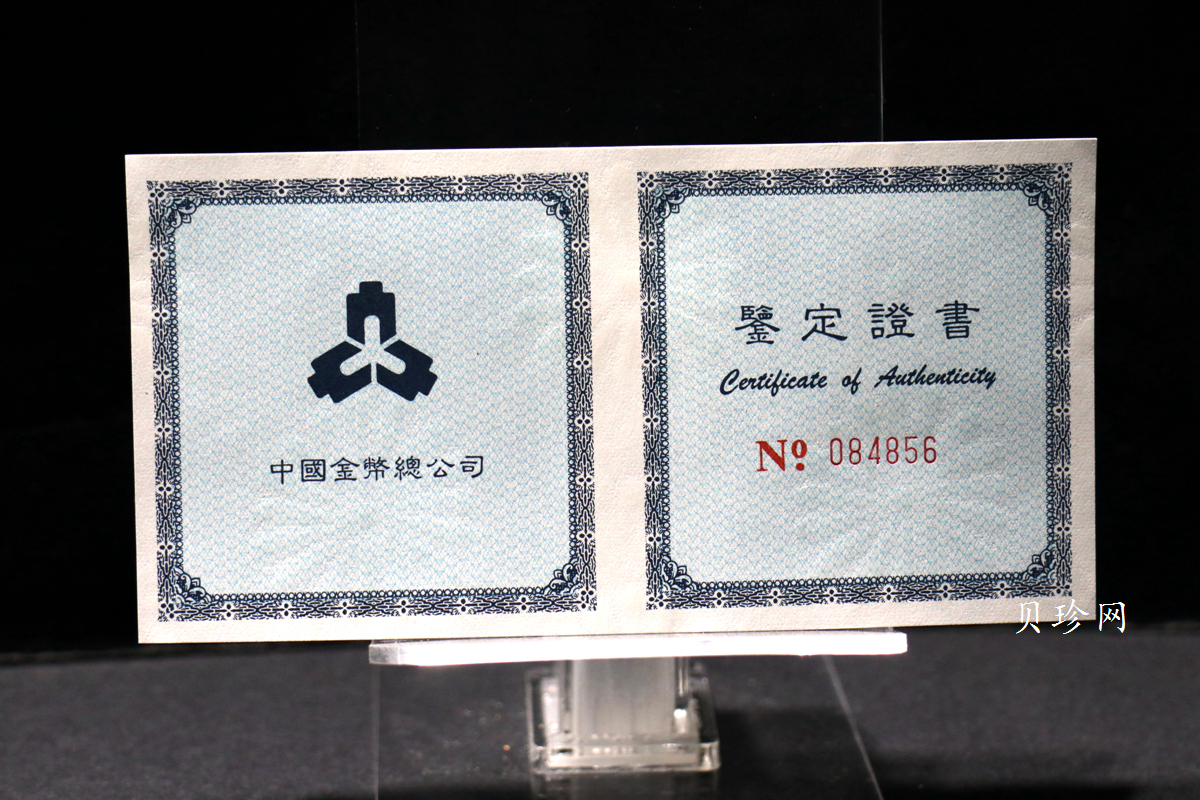 中國金幣總公司
鑒定證書
Certificate of Authenticity
Nº 084856
贝珍网